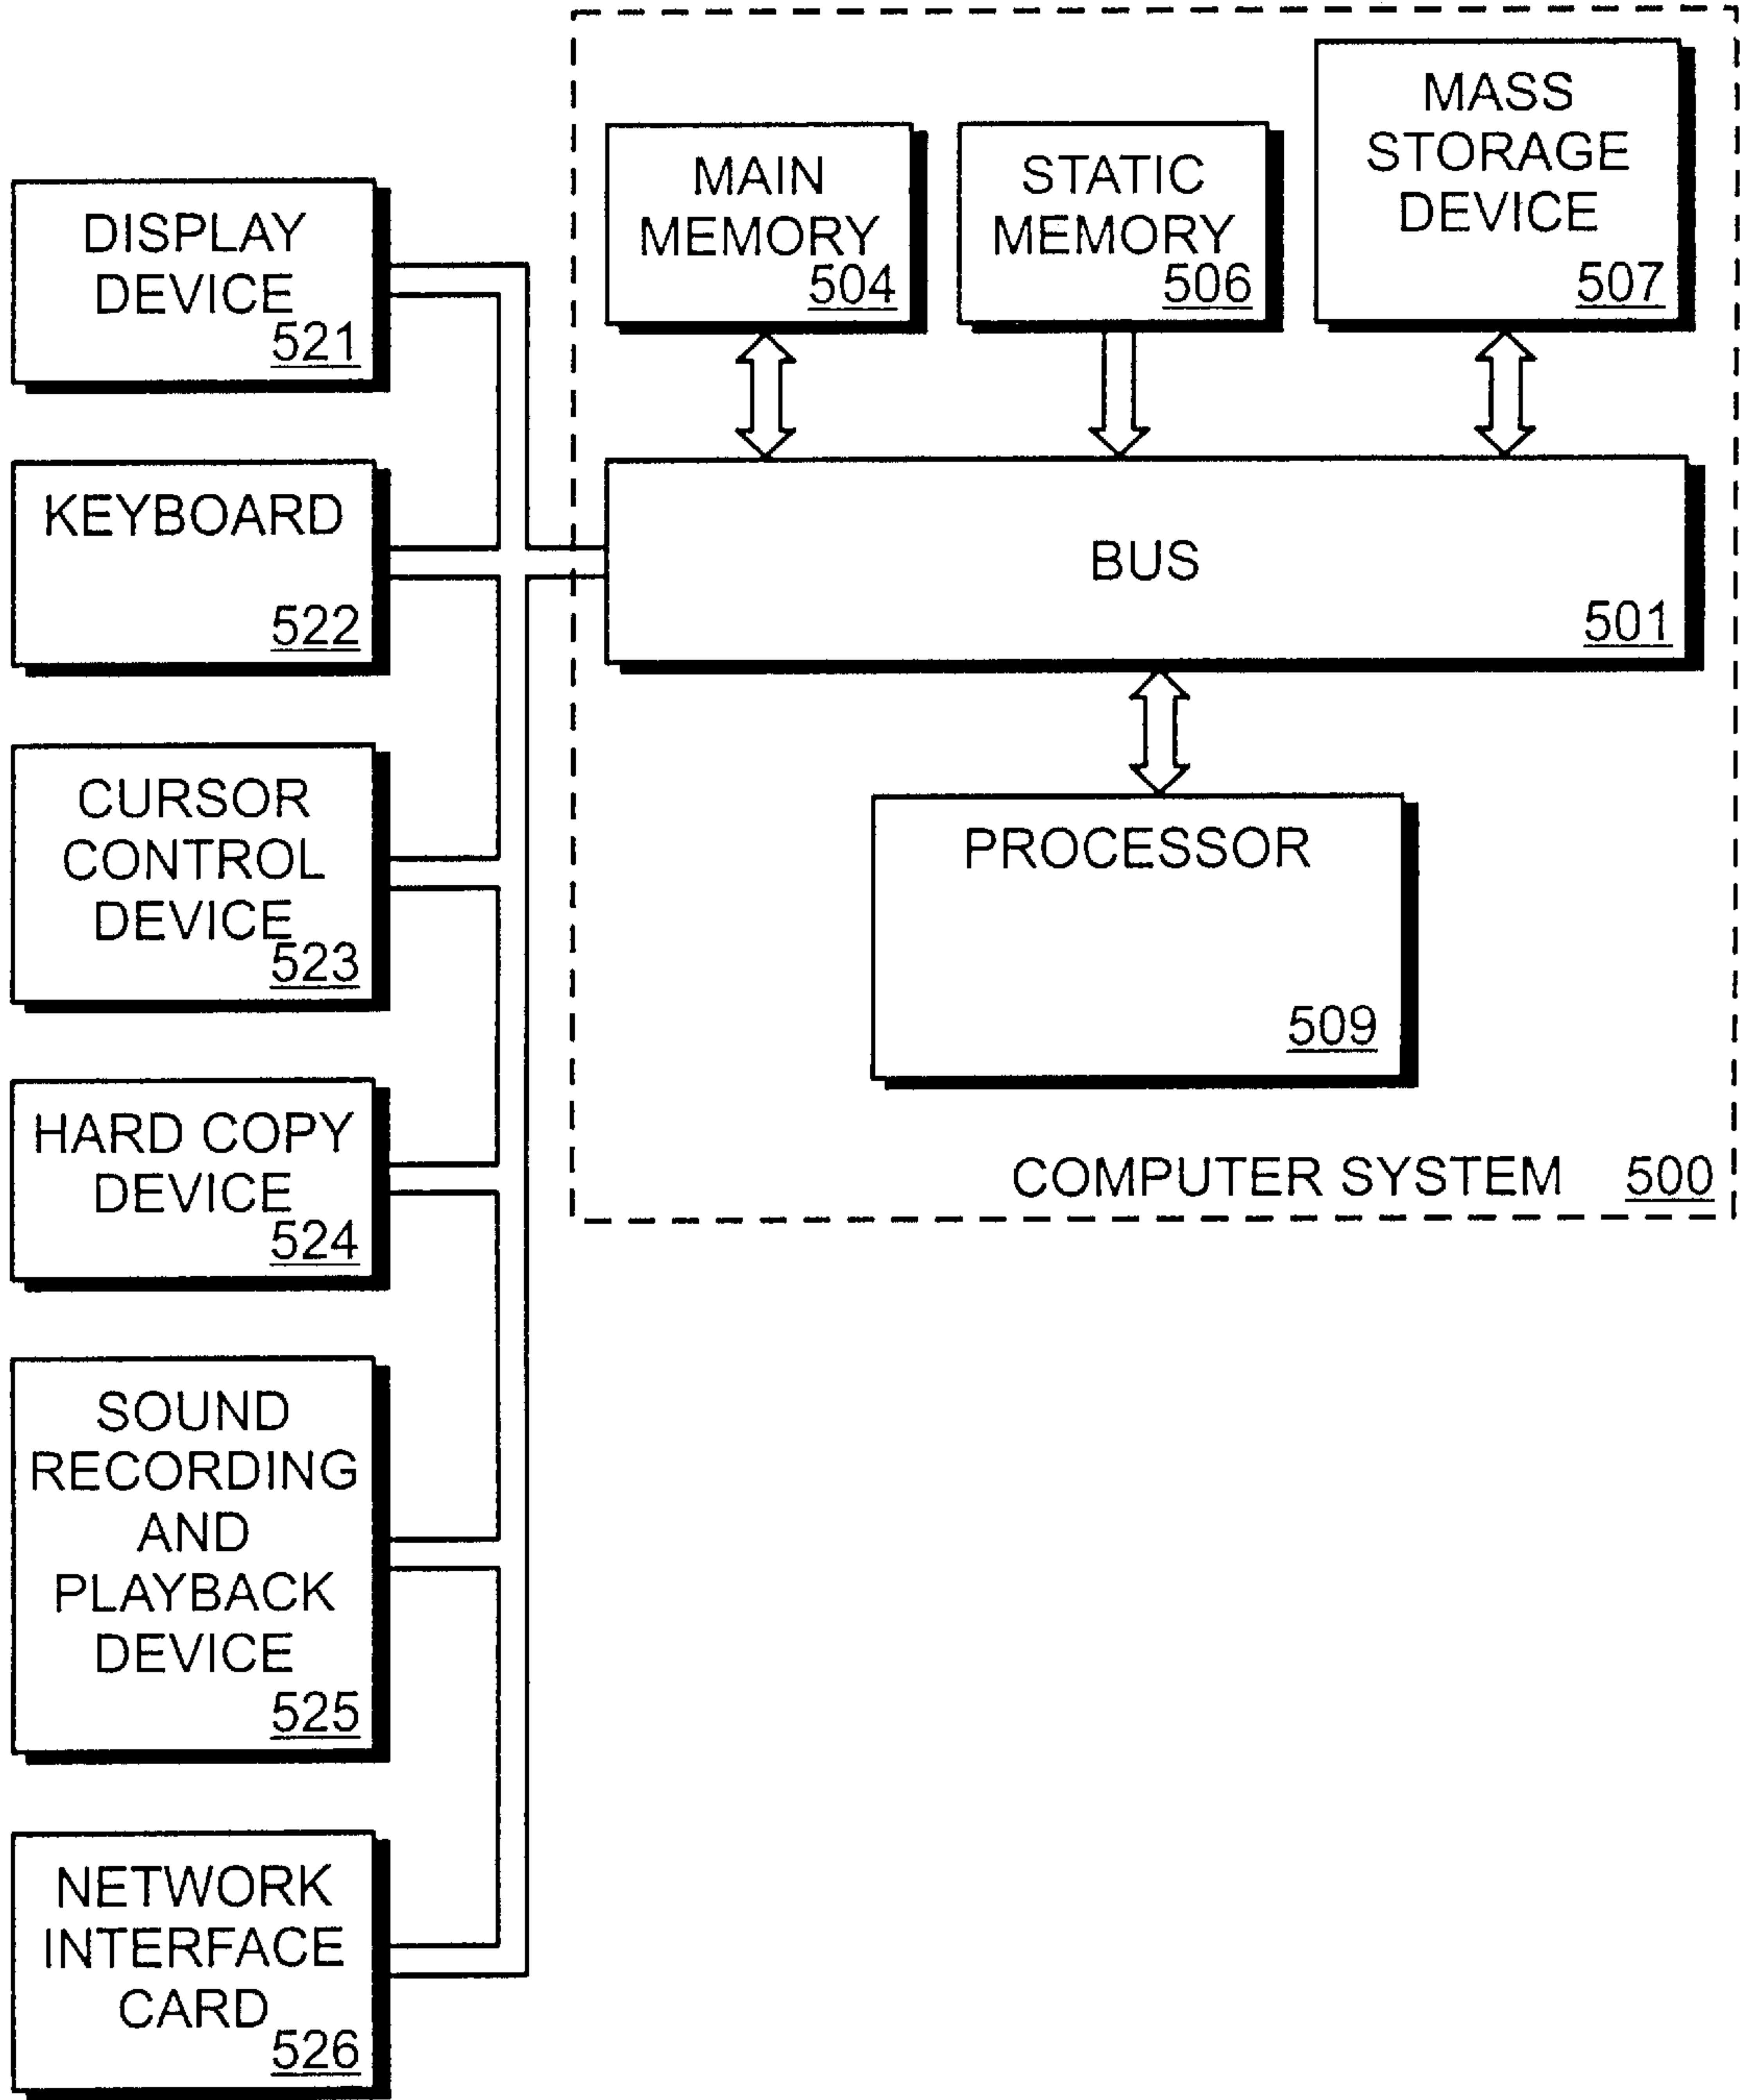 DISPLAY
DEVICE
521
KEYBOARD
522
CURSOR
CONTROL
DEVICE
523
HARD COPY
DEVICE
524
SOUND
RECORDING
AND
PLAYBACK
DEVICE
525
NETWORK
INTERFACE
CARD
526
MAIN
MEMORY
504
STATIC
MEMORY
506
MASS
STORAGE
DEVICE
507
BUS
501
PROCESSOR
509
COMPUTER SYSTEM 500